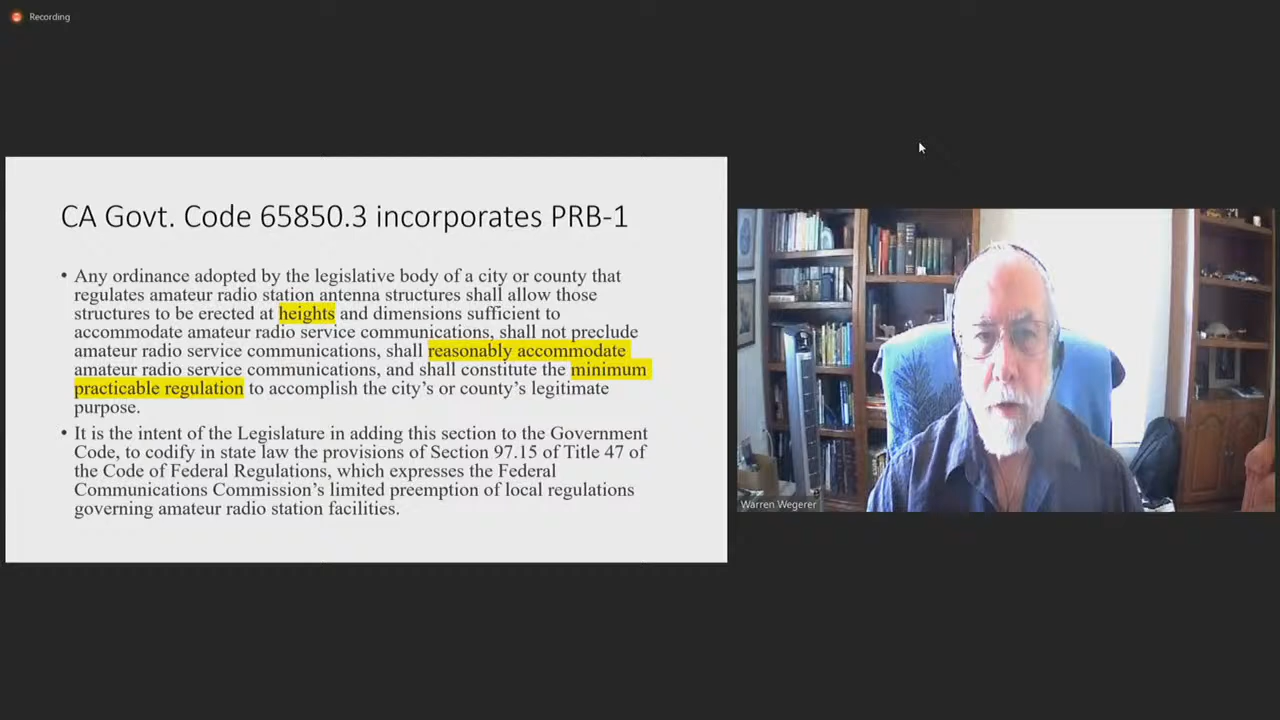 Recording
CA Govt. Code 65850.3 incorporates PRB-1
• Any ordinance adopted by the legislative body of a city or county that
regulates amateur radio station antenna structures shall allow those
structures to be erected at heights and dimensions sufficient to
accommodate amateur radio service communications, shall not preclude
amateur radio service communications, shall reasonably accommodate
amateur radio service communications, and shall constitute the minimum
practicable regulation to accomplish the city’s or county’s legitimate
purpose.
• It is the intent of the Legislature in adding this section to the Government
Code, to codify in state law the provisions of Section 97.15 of Title 47 of
the Code of Federal Regulations, which expresses the Federal
Communications Commission’s limited preemption of local regulations
governing amateur radio station facilities.
Warren Wegerer